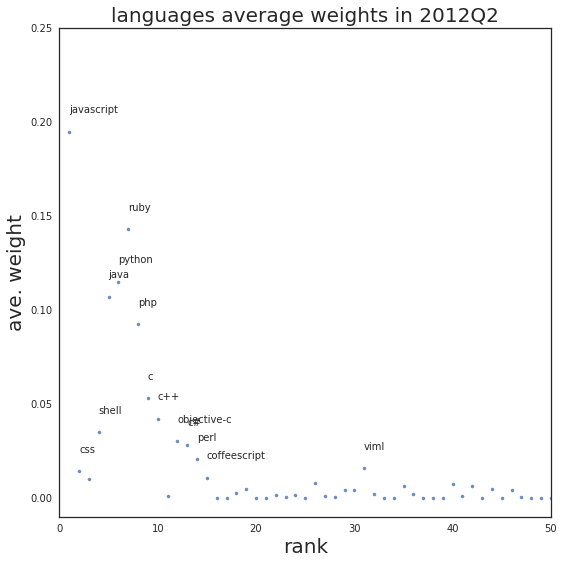 languages average weights in 2012Q2
0.25
0.20
0.15
0.10
0.05
0.00
ave. weight
javascript
ruby
python
java
php
c
c++
shell
objective-c
c#
perl
css
coffeescript
viml
0
10
20
30
40
50
rank